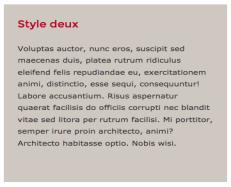 Style deux
Voluptas auctor, nunc eros, suscipit sed
maecenas duis, platea rutrum ridiculus
eleifend felis repudiandae eu, exercitationem
animi, distinctio, esse sequi, consequuntur!
Labore accusantium. Risus aspernatur
quaerat facilisis do officiis corrupti nec blandit
vitae sed litora per rutrum facilisi. Mi porttitor,
semper irure proin architecto, animi?
Architecto habitasse optio. Nobis wisi.